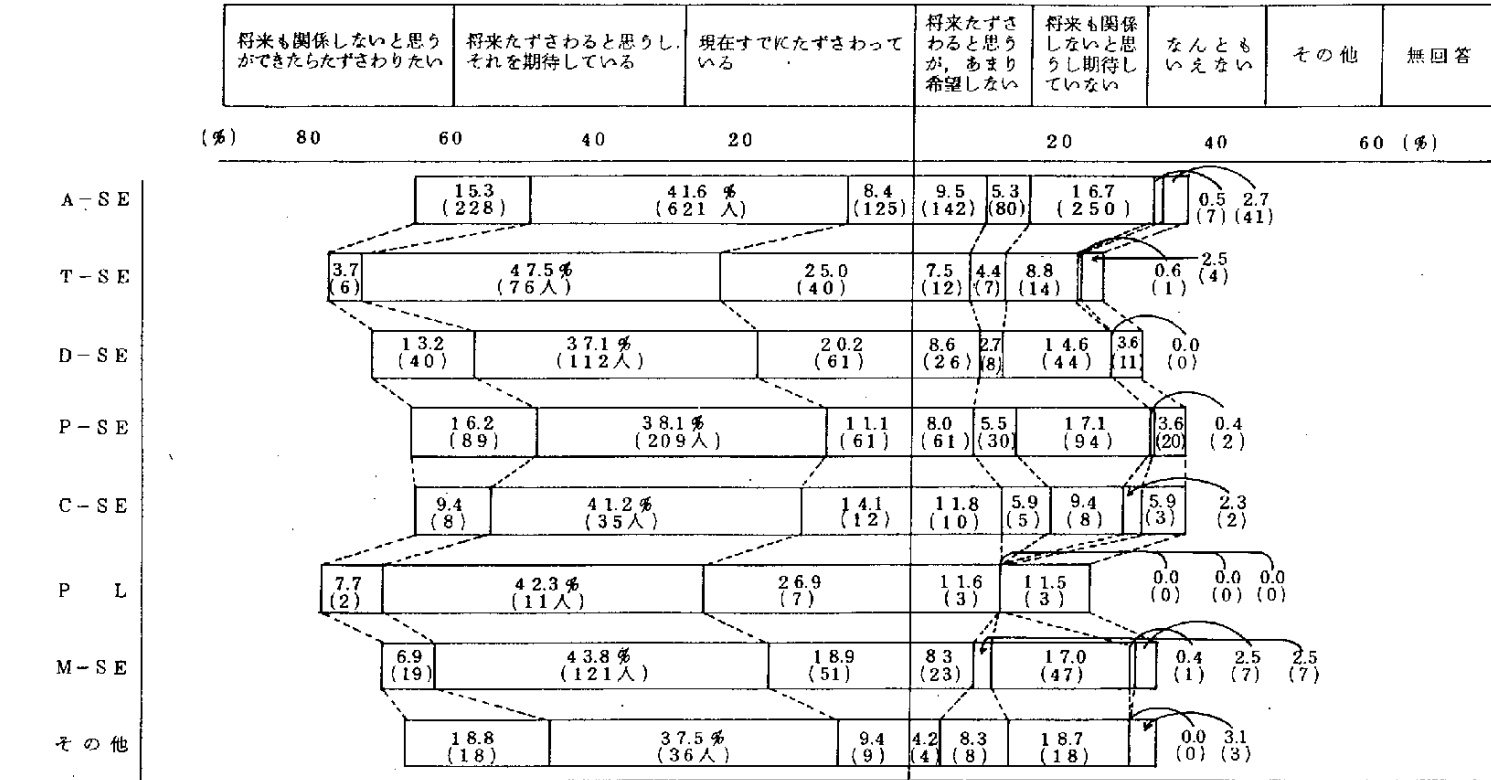 将来も関係しないと思う
ができたらたずさわりたい
将来たずさわると思うし,
それを期待している
現在すでにたずさわって
いる
将来たずさ
わると思う
が，あまり
希望しない
将来も関係
しないと思
うし期待し
ていない
なんとも
いえない
その他
無回答
(%) 80 60 40 20 20 40 60 (%)
A-SE 15.3 41.6 % 8.4 9.5 5.3 16.7 0.5 2.7
(228) (621 人) (125) (142) (80) (250) (7) (41)
T-SE 3.7 47.5% 25.0 7.5 4.4 8.8 0.6 2.5
(6) (76人) (40) (12) (7) (14) (1) (4)
D-SE 13.2 37.1 % 20.2 8.6 2.7 14.6 3.6 0.0
(40) (112人) (61) (26) (8) (44) (11) (0)
P-SE 16.2 38.1 % 11.1 8.0 5.5 17.1 3.6 0.4
(89) (209人) (61) (61) (30) (94) (20) (2)
C-SE 9.4 41.2 % 14.1 11.8 5.9 9.4 5.9 2.3
(8) (35人) (12) (10) (5) (8) (3) (2)
P L 7.7 42.3 % 26.9 11.6 11.5 0.0 0.0 0.0
(2) (11人) (7) (3) (3) (0) (0) (0)
M-SE 6.9 43.8 % 18.9 8 3 17.0 0.4 2.5 2.5
(19) (121人) (51) (23) (47) (1) (7) (7)
その他 18.8 37.5 % 9.4 4.2 8.3 18.7 0.0 3.1
(18) (36人) (9) (4) (8) (18) (0) (3)